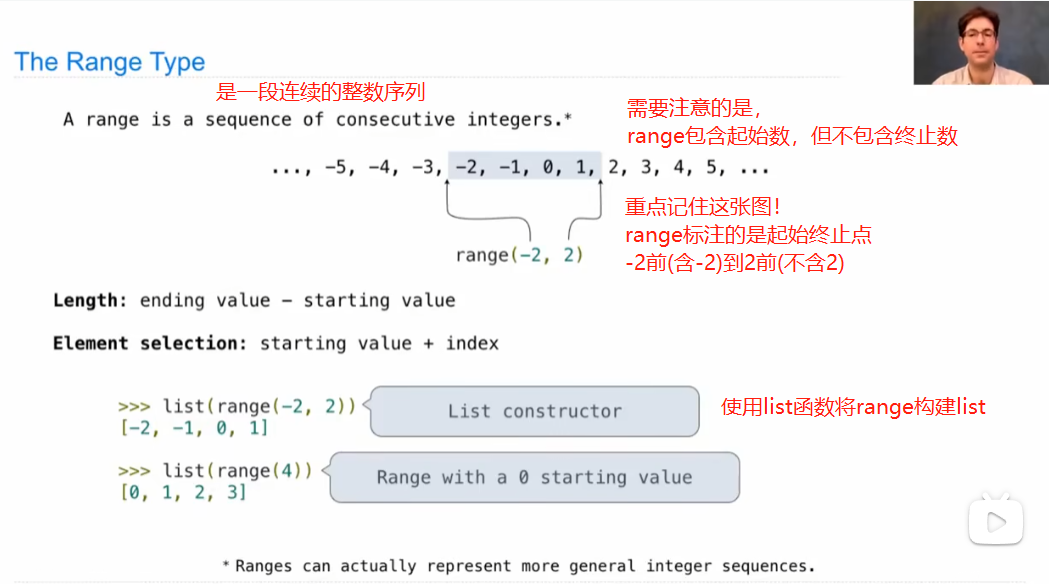 The Range Type
是一段连续的整数序列
A range is a sequence of consecutive integers.*
需要注意的是，
range包含起始数，但不包含终止数
..., -5, -4, -3, -2, -1, 0, 1, 2, 3, 4, 5, ...
重点记住这张图！
range标注的是起始终止点
-2前(含-2)到2前(不含2)
range(-2, 2)
Length: ending value - starting value
Element selection: starting value + index
>>> list(range(-2, 2))
List constructor
使用list函数将range构建list
[-2, -1, 0, 1]
>>> list(range(4))
Range with a 0 starting value
[0, 1, 2, 3]
* Ranges can actually represent more general integer sequences.